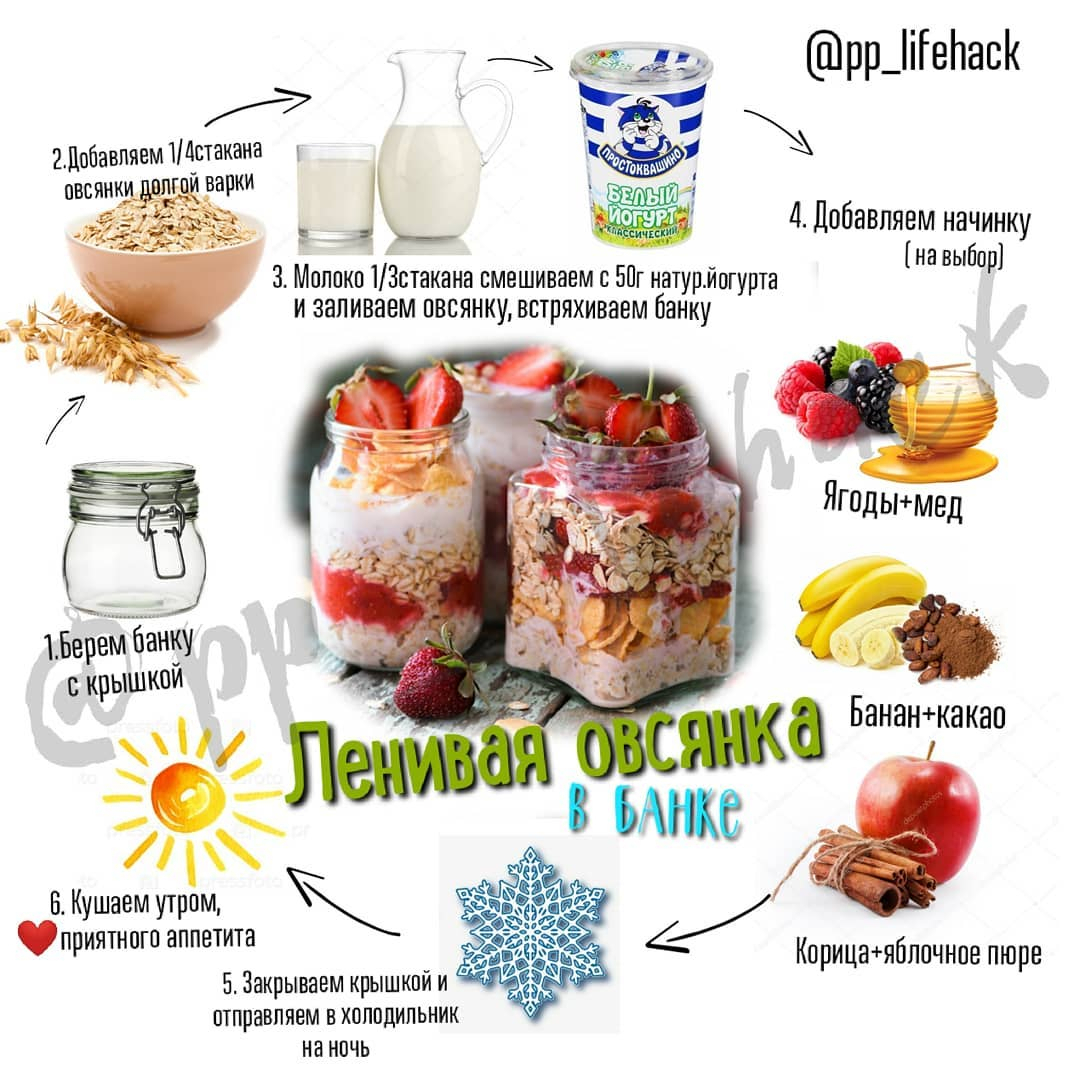 @pp_lifehack
1.Берем банку
с крышкой
2.Добавляем 1/4стакана
овсянки долгой варки
ПРОСТОКВАШИНО
БЕЛЫЙ
ЙОГУРТ
КЛАССИЧЕСКИЙ
3. Молоко 1/3стакана смешиваем с 50г натур.йогурта
и заливаем овсянку, встряхиваем банку
4. Добавляем начинку
( на выбор)
Ягоды+мед
Банан+какао
Корица+яблочное пюре
Ленивая овсянка
в банке
5. Закрываем крышкой и
отправляем в холодильник
на ночь
6. Кушаем утром,
приятного аппетита